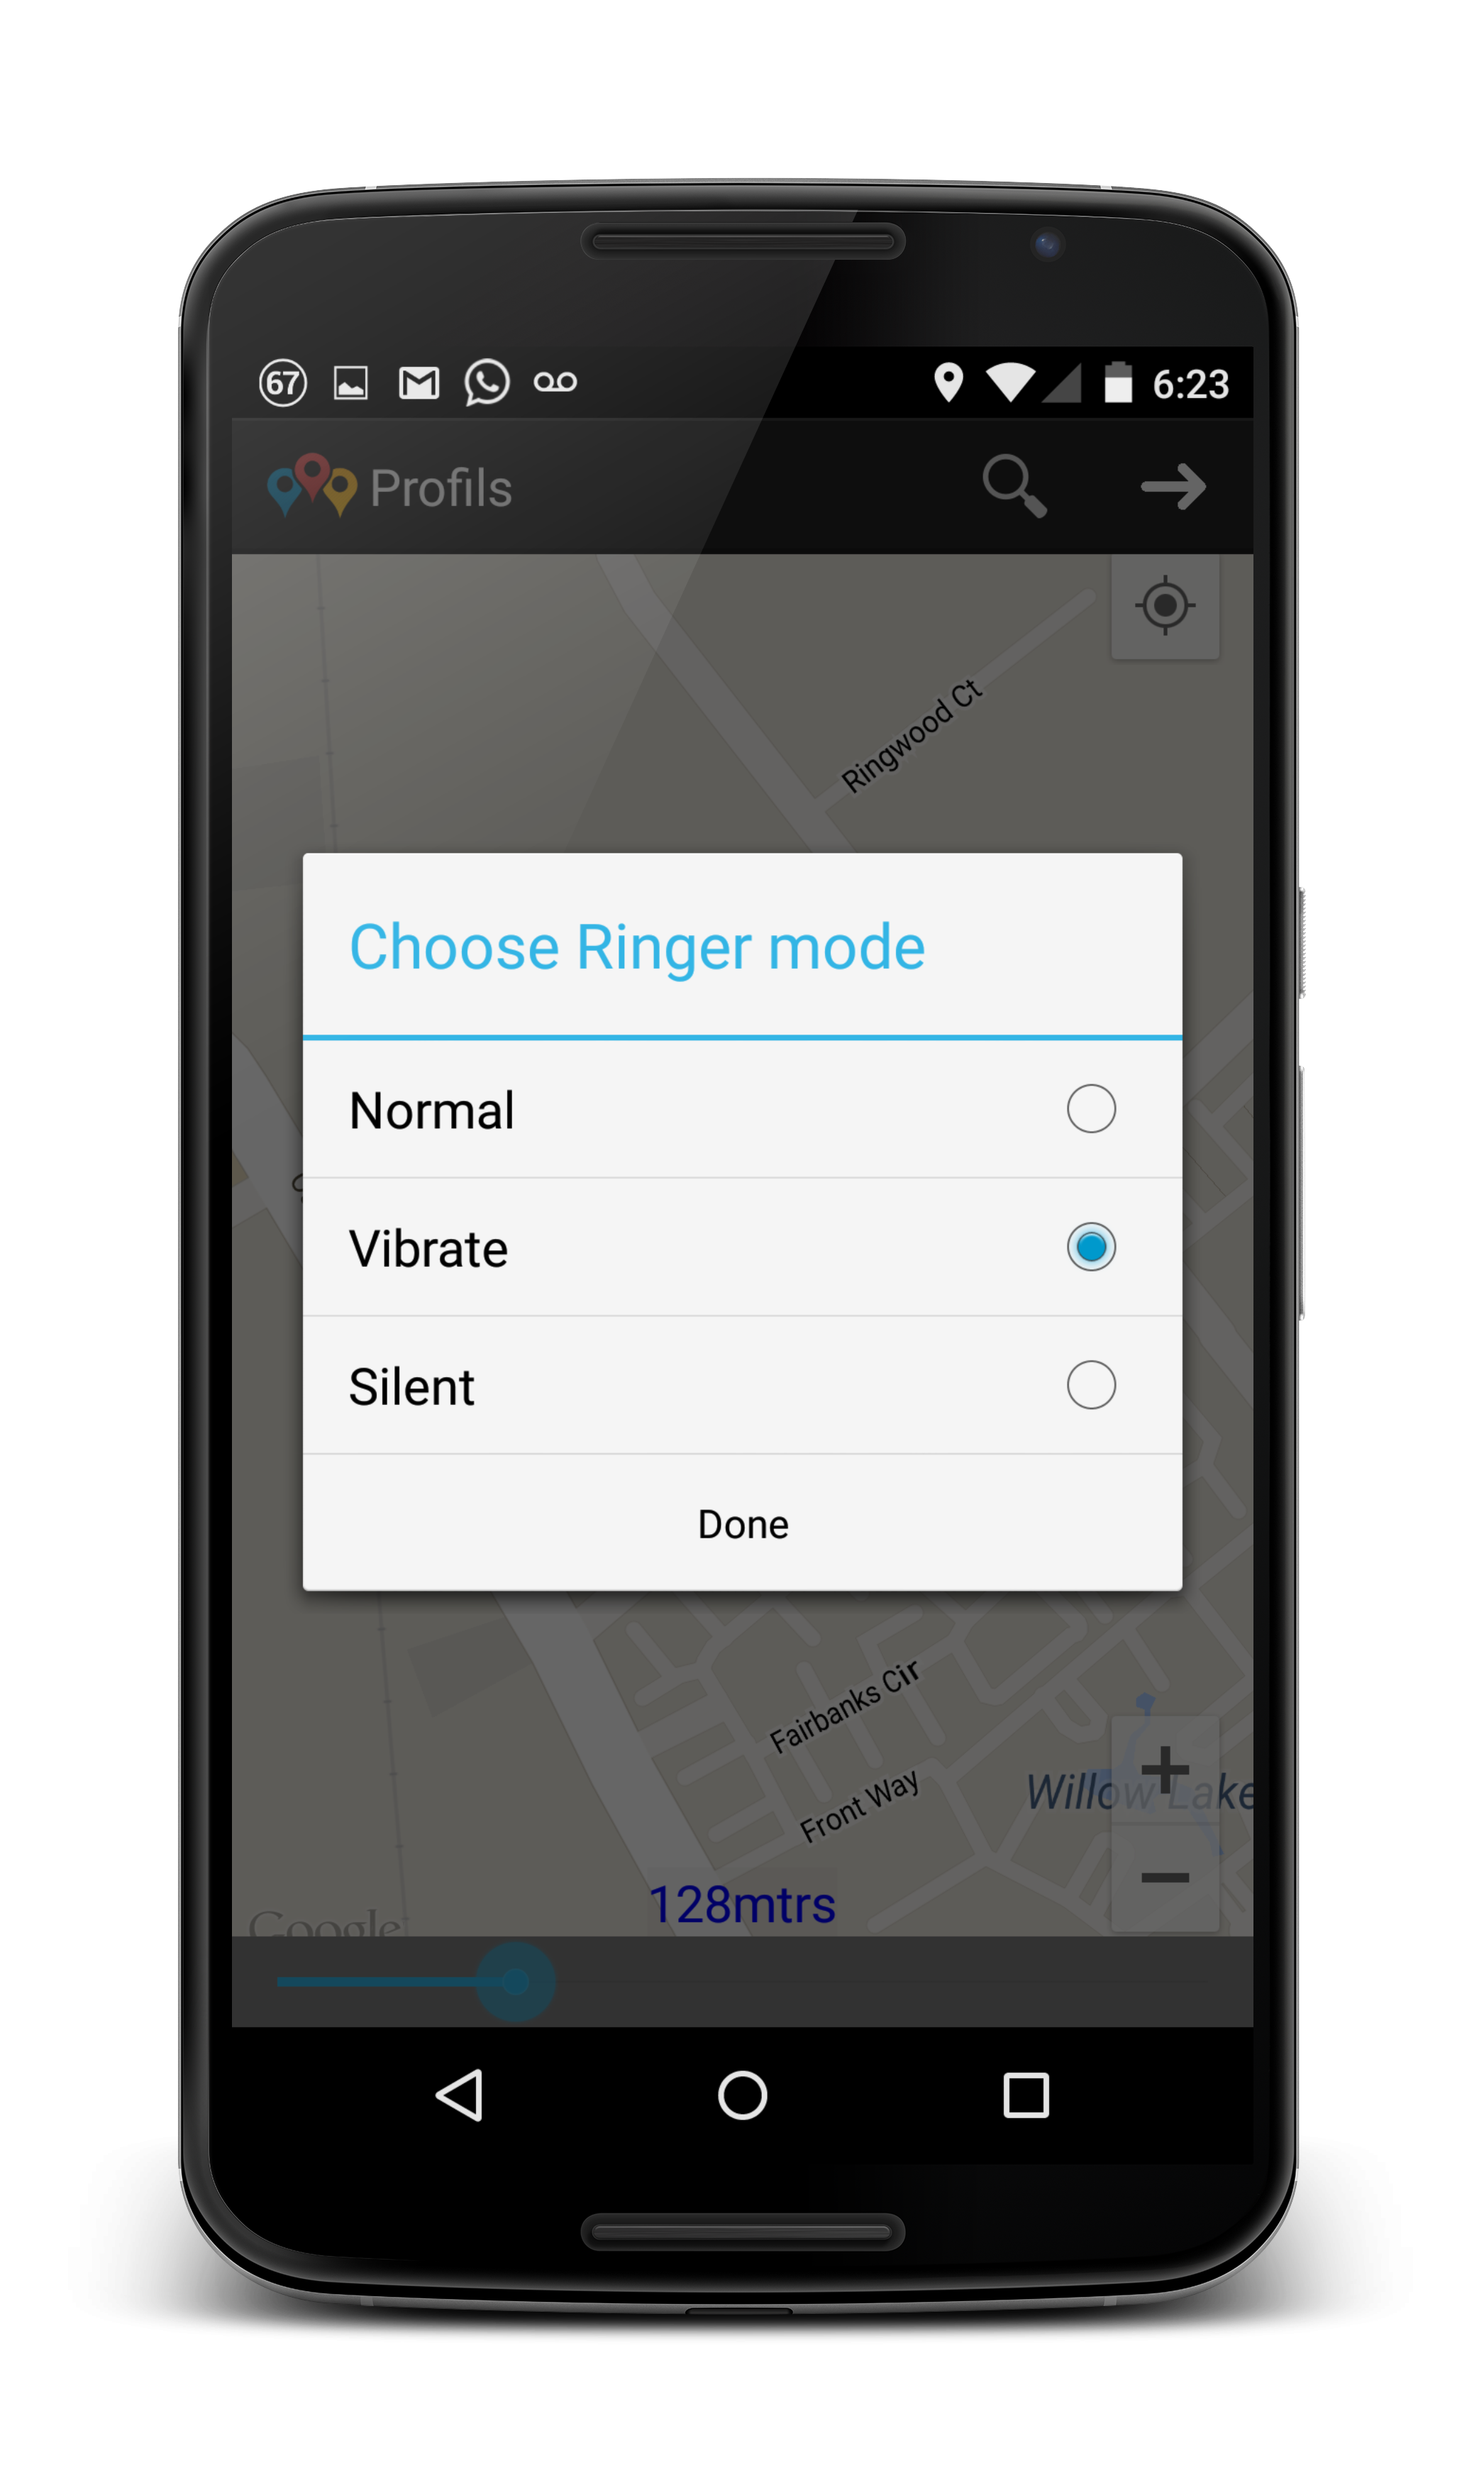 67
6:23
Profils
Ringwood Ct
Choose Ringer mode
Normal
Vibrate
Silent
Done
Fairbanks Cir
Front Way
Willow Lake
128mtrs
Google